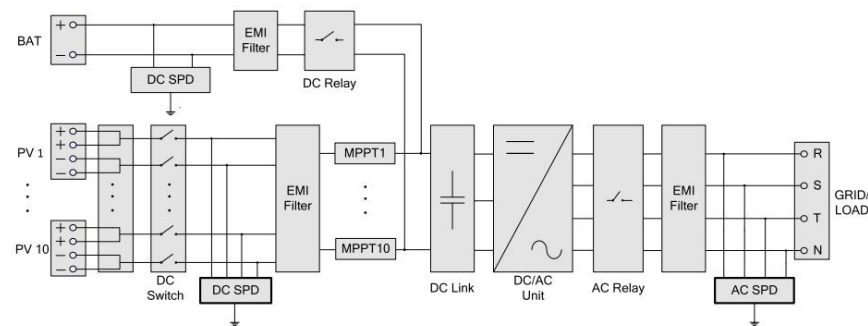 +
BAT
−
EMI
Filter
DC SPD
DC Relay
PV 1
+
+
−
−
PV 10
+
+
−
−
DC
Switch
DC SPD
EMI
Filter
MPPT1
MPPT10
DC Link
DC/AC
Unit
AC Relay
EMI
Filter
R
S
T
N
GRID/
LOAD
AC SPD